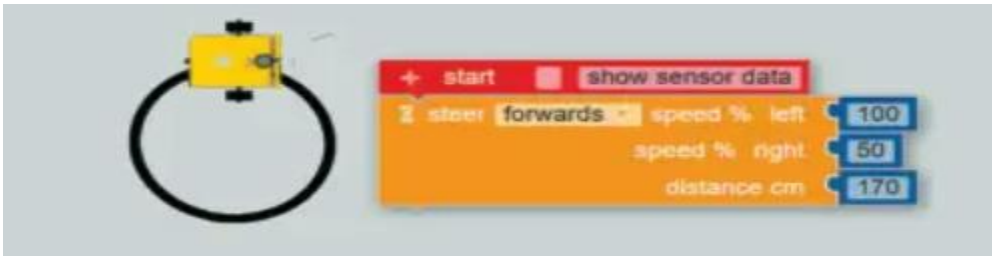 + start show sensor data
steer forwards speed % left 100
speed % right 50
distance cm 170